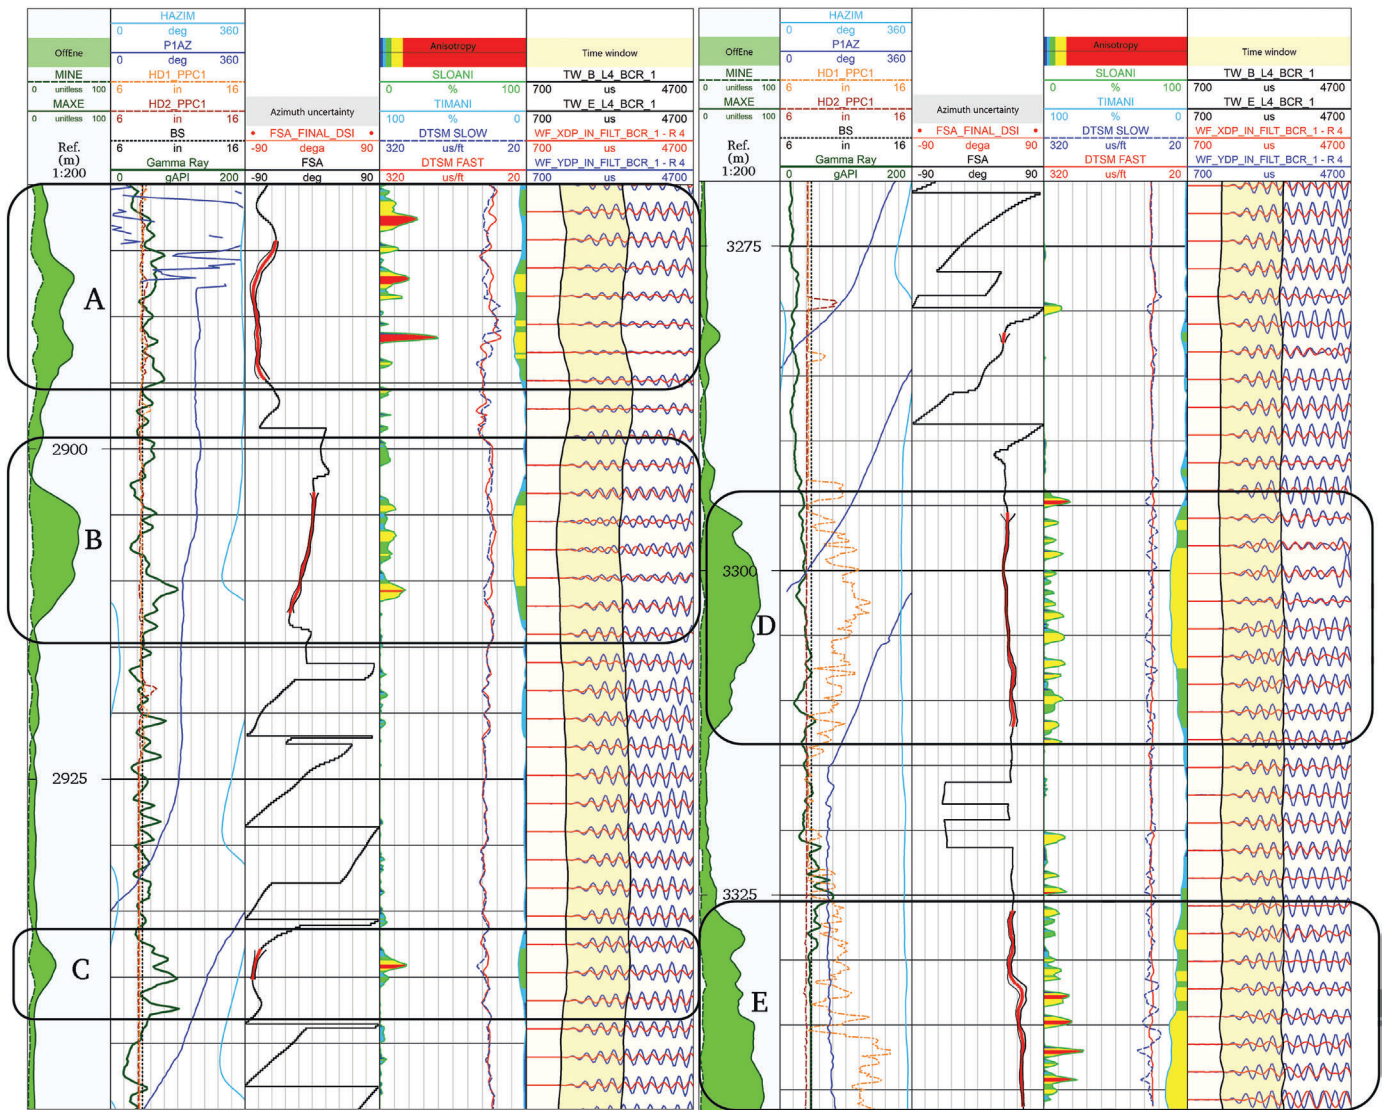 HAZIM
0 deg 360
P1AZ
0 deg 360
OffEne
MINE
0 unitless 100
MAXE
0 unitless 100
Ref.
(m)
1:200
HD1_PPC1
6 in 16
HD2_PPC1
6 in 16
BS
6 in 16
Gamma Ray
0 gAPI 200
Azimuth uncertainty
FSA_FINAL_DSI
-90 dega 90
FSA
-90 deg 90
Anisotropy
SLOANI
0 % 100
TIMANI
100 % 0
DTSM SLOW
320 us/ft 20
DTSM FAST
320 us/ft 20
Time window
TW_B_L4_BCR_1
700 us 4700
TW_E_L4_BCR_1
700 us 4700
WF_XDP_IN_FILT_BCR_1 - R 4
700 us 4700
WF_YDP_IN_FILT_BCR_1 - R 4
700 us 4700
A
2900
B
2925
C
HAZIM
0 deg 360
P1AZ
0 deg 360
OffEne
MINE
0 unitless 100
MAXE
0 unitless 100
Ref.
(m)
1:200
HD1_PPC1
6 in 16
HD2_PPC1
6 in 16
BS
6 in 16
Gamma Ray
0 gAPI 200
Azimuth uncertainty
FSA_FINAL_DSI
-90 dega 90
FSA
-90 deg 90
Anisotropy
SLOANI
0 % 100
TIMANI
100 % 0
DTSM SLOW
320 us/ft 20
DTSM FAST
320 us/ft 20
Time window
TW_B_L4_BCR_1
700 us 4700
TW_E_L4_BCR_1
700 us 4700
WF_XDP_IN_FILT_BCR_1 - R 4
700 us 4700
WF_YDP_IN_FILT_BCR_1 - R 4
700 us 4700
3275
3300
D
3325
E